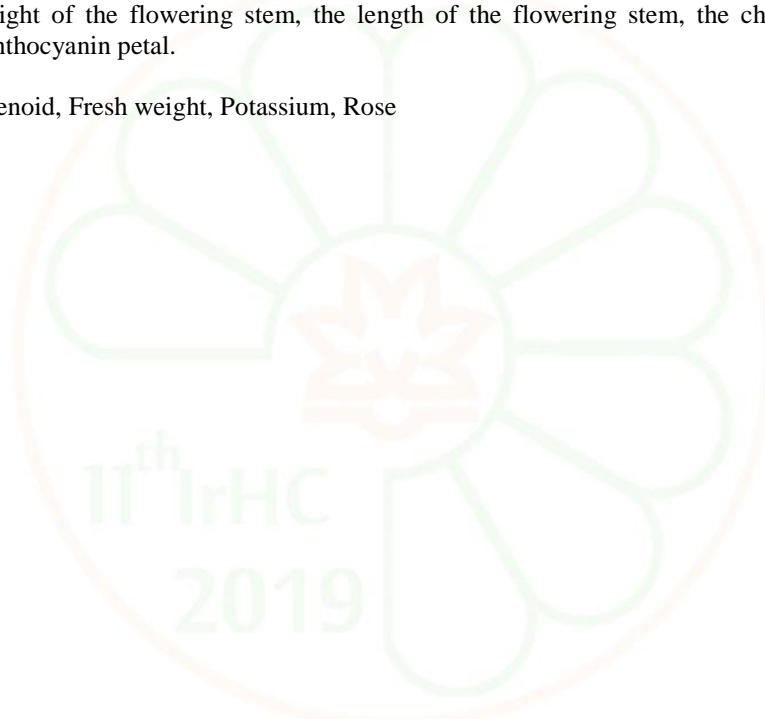 ight of the flowering stem, the length of the flowering stem, the ch
nthocyanin petal.
enoid, Fresh weight, Potassium, Rose
11th IrHC
2019